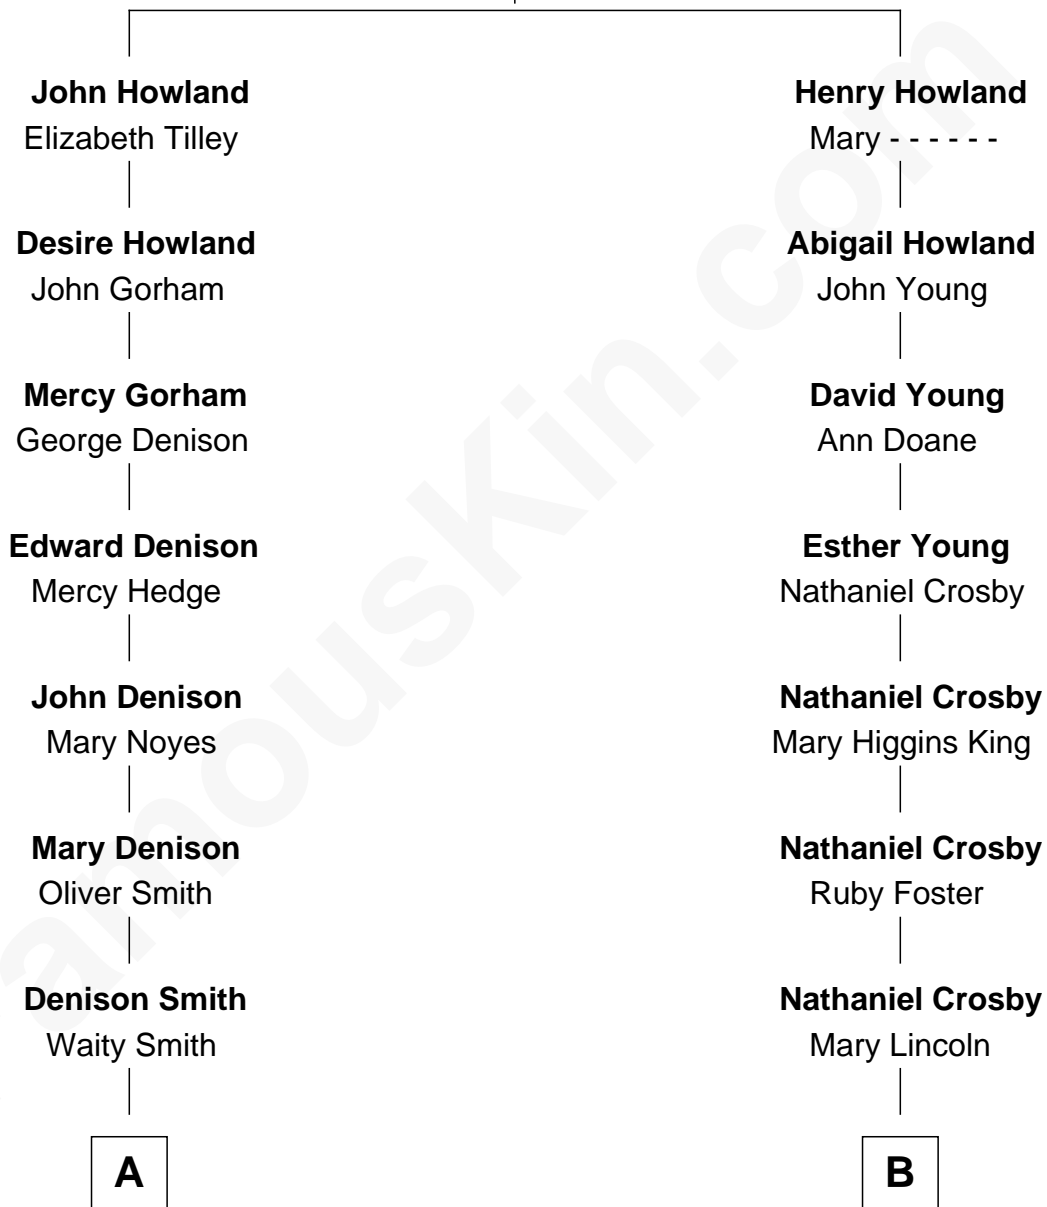 John Howland
Elizabeth Tilley
Henry Howland
Mary - - - - - -
Desire Howland
John Gorham
Abigail Howland
John Young
Mercy Gorham
George Denison
David Young
Ann Doane
Edward Denison
Mercy Hedge
Esther Young
Nathaniel Crosby
John Denison
Mary Noyes
Nathaniel Crosby
Mary Higgins King
Mary Denison
Oliver Smith
Nathaniel Crosby
Ruby Foster
Denison Smith
Waity Smith
Nathaniel Crosby
Mary Lincoln
A
B
amousKin.com